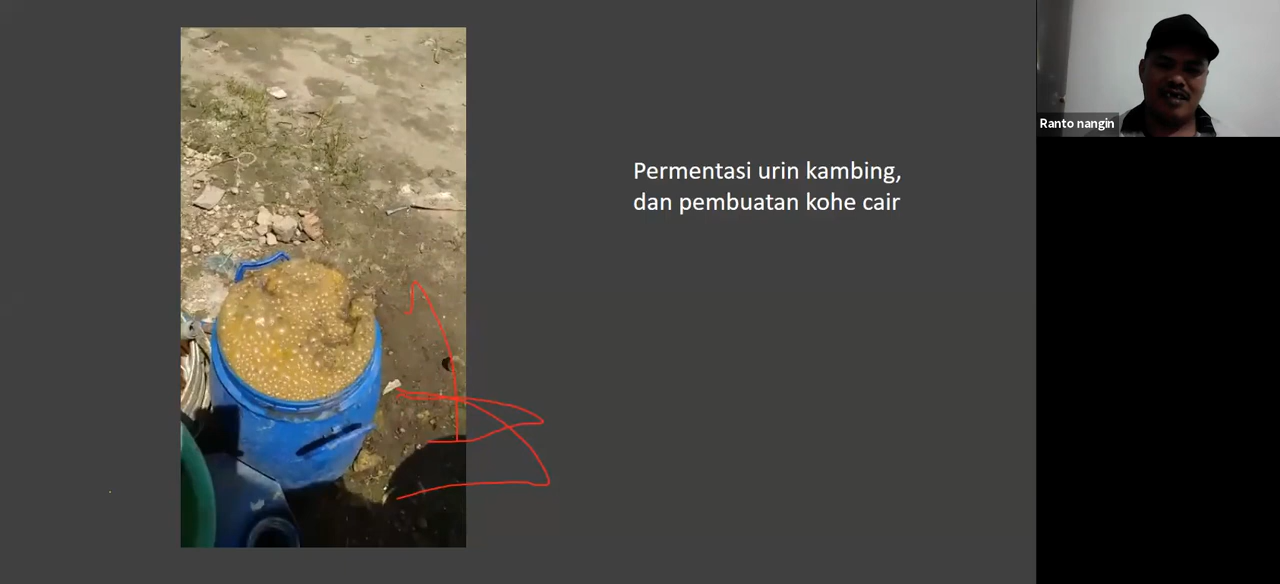 Permentasi urin kambing,
dan pembuatan kohe cair
Ranto nangin